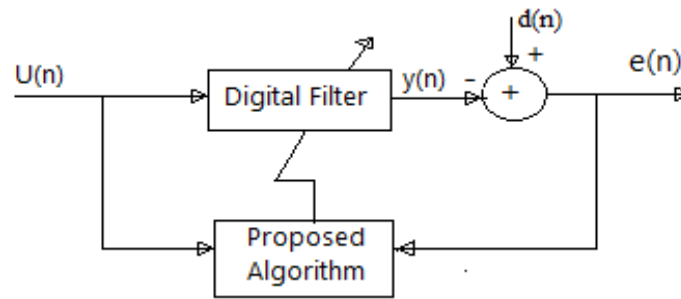 d(n)
+
U(n)
Digital Filter
y(n)
-
+
e(n)
Proposed
Algorithm